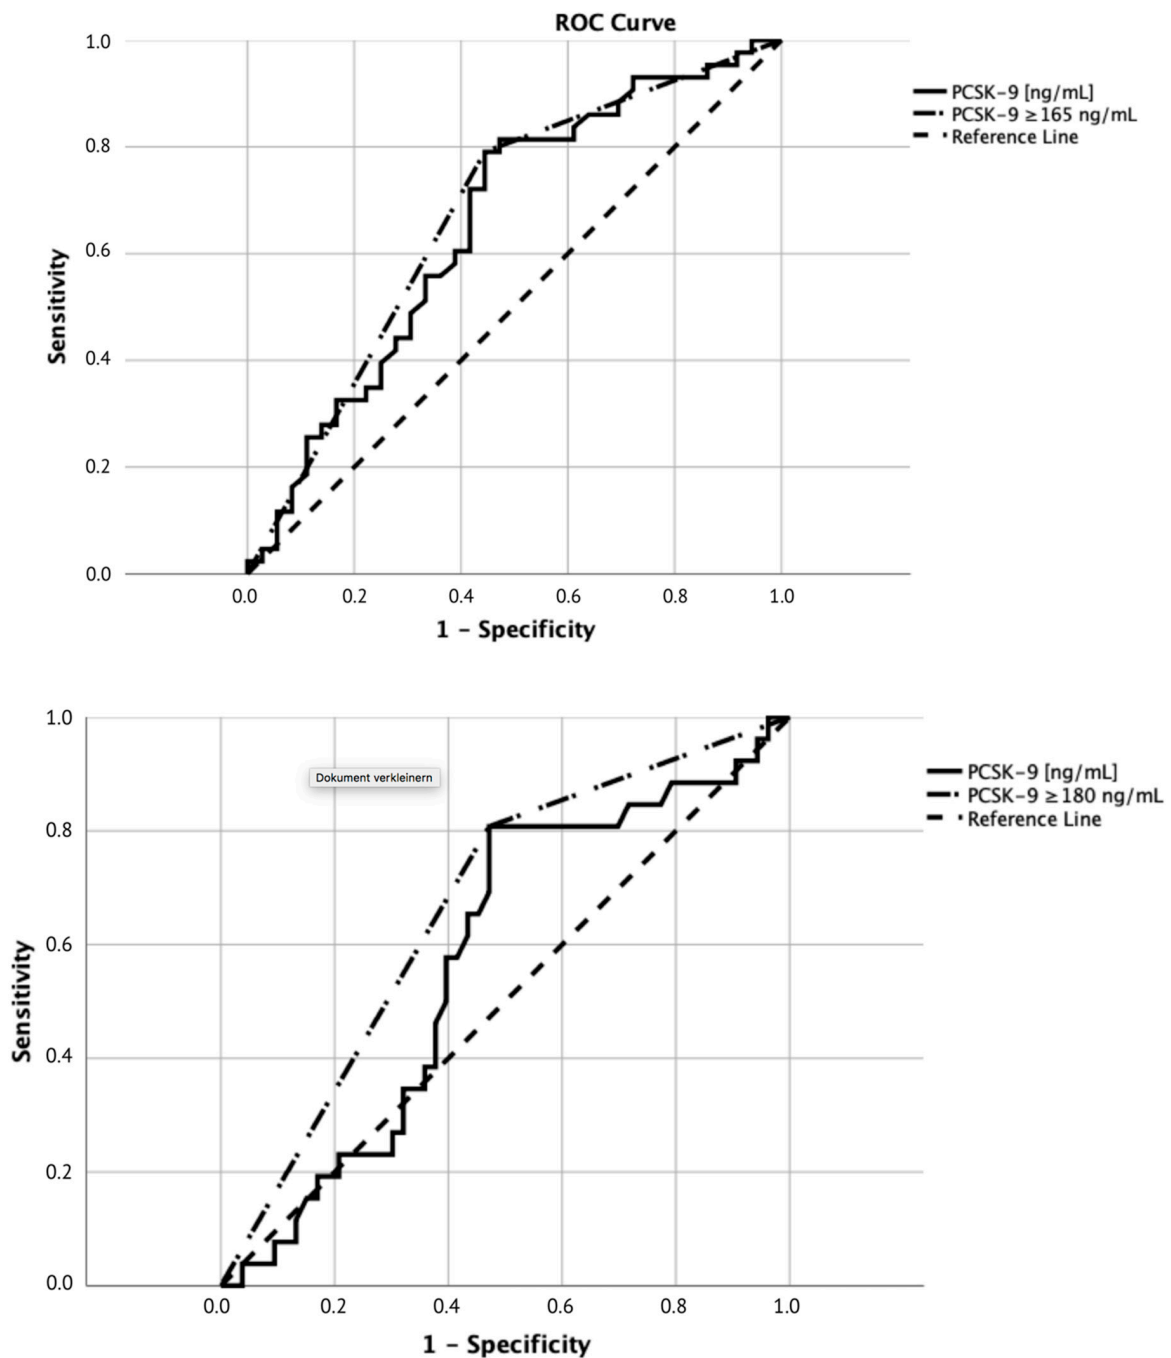 ROC Curve
1.0
0.8
0.6
0.4
0.2
0.0
Sensitivity
0.0 0.2 0.4 0.6 0.8 1.0
1 – Specificity
PCSK–9 [ng/mL]
PCSK–9 ≥165 ng/mL
Reference Line
1.0
0.8
0.6
0.4
0.2
0.0
Sensitivity
Dokument verkleinern
0.0 0.2 0.4 0.6 0.8 1.0
1 – Specificity
PCSK–9 [ng/mL]
PCSK–9 ≥180 ng/mL
Reference Line